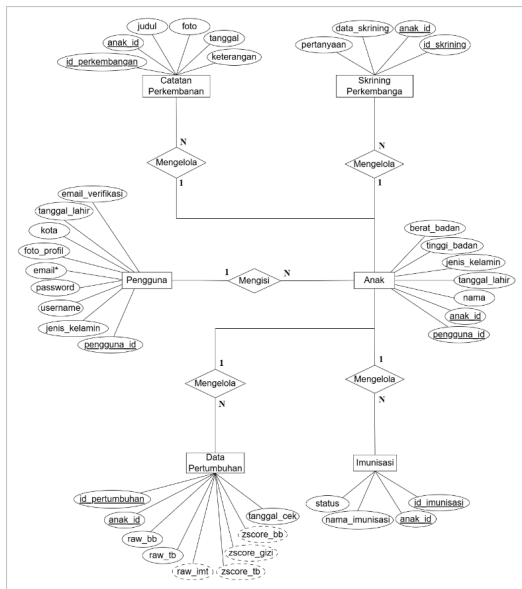 judul
foto
anak_id
tanggal
id_perkembangan
keterangan
Catatan
Perkembanan
data_skrining
anak_id
pertanyaan
id_skrining
Skrining
Perkembanga
N
Mengelola
1
N
Mengelola
1
email_verifikasi
tanggal_lahir
kota
foto_profil
email*
password
username
jenis_kelamin
pengguna_id
Pengguna
1
Mengisi
N
Anak
berat_badan
tinggi_badan
jenis_kelamin
tanggal_lahir
nama
anak_id
pengguna_id
1
Mengelola
N
1
Mengelola
N
Data
Pertumbuhan
id_pertumbuhan
anak_id
raw_bb
raw_tb
raw_imt
zscore_tb
zscore_gizi
zscore_bb
tanggal_cek
Imunisasi
status
nama_imunisasi
anak_id
id_imunisasi